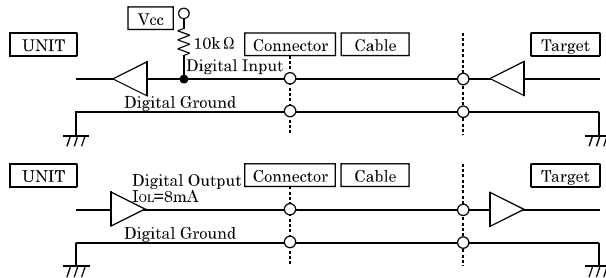 Vcc
UNIT
10kΩ
Connector
Cable
Target
Digital Input
Digital Ground
UNIT
Digital Output
IOL=8mA
Connector
Cable
Target
Digital Ground